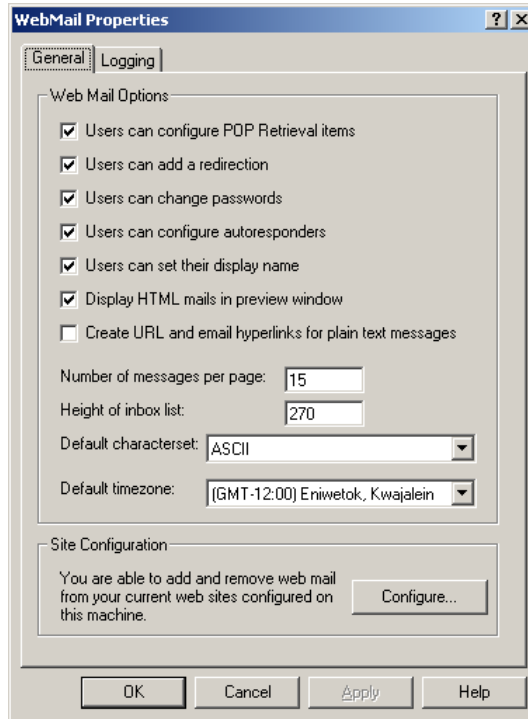 WebMail Properties
General
Logging
Web Mail Options
Users can configure POP Retrieval items
Users can add a redirection
Users can change passwords
Users can configure autoresponders
Users can set their display name
Display HTML mails in preview window
Create URL and email hyperlinks for plain text messages
Number of messages per page: 15
Height of inbox list: 270
Default characterset: ASCII
Default timezone: (GMT-12:00) Eniwetok, Kwajalein
Site Configuration
You are able to add and remove web mail
from your current web sites configured on
this machine.
Configure...
OK Cancel Apply Help